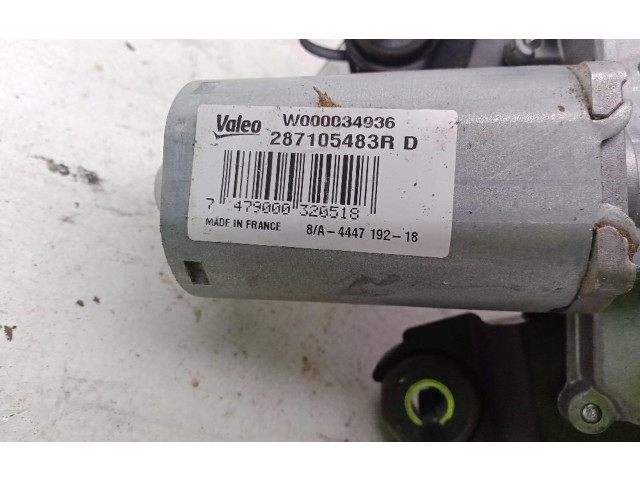 Valeo W000034936
287105483R D
7 479000 320518
MADE IN FRANCE 8/A-4447 192-18